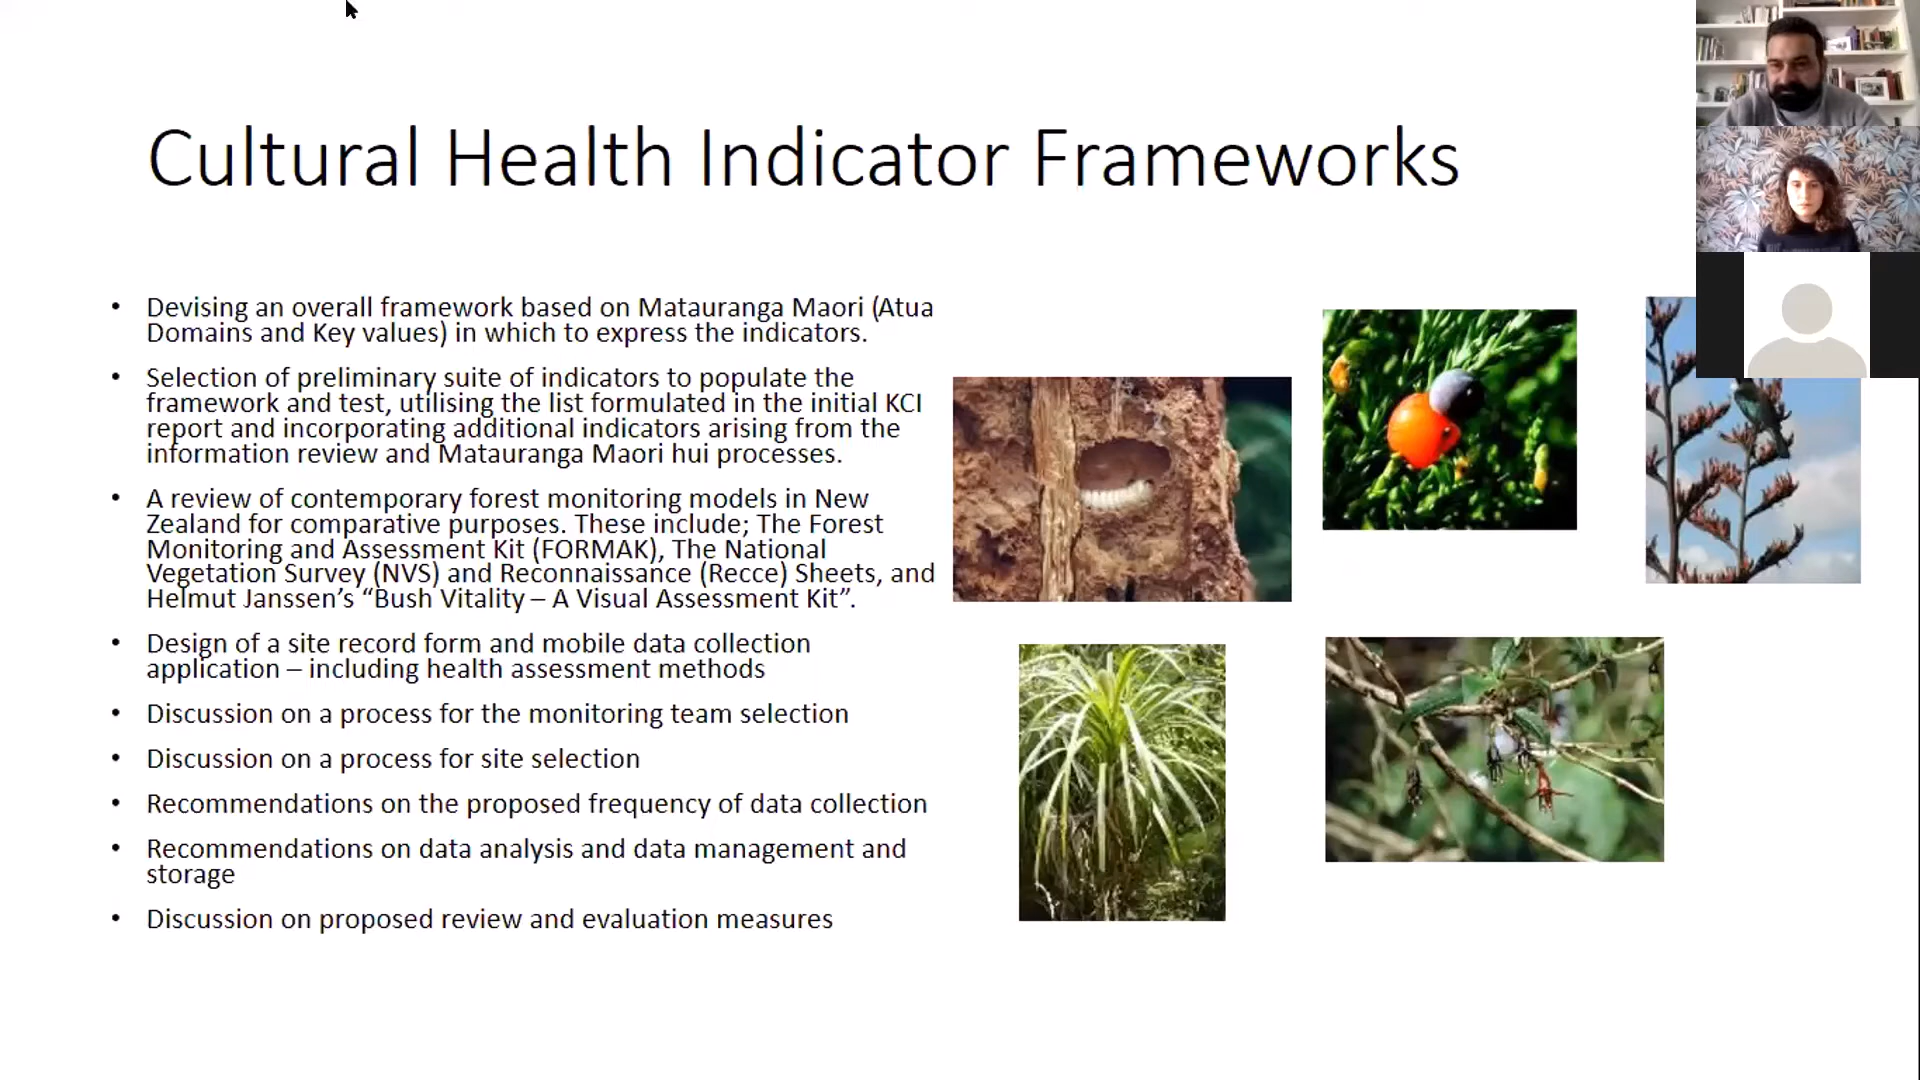 Cultural Health Indicator Frameworks
• Devising an overall framework based on Matauranga Maori (Atua
Domains and Key values) in which to express the indicators.
• Selection of preliminary suite of indicators to populate the
framework and test, utilising the list formulated in the initial KCI
report and incorporating additional indicators arising from the
information review and Matauranga Maori hui processes.
• A review of contemporary forest monitoring models in New
Zealand for comparative purposes. These include; The Forest
Monitoring and Assessment Kit (FORMAK), The National
Vegetation Survey (NVS) and Reconnaissance (Recce) Sheets, and
Helmut Janssen’s “Bush Vitality – A Visual Assessment Kit”.
• Design of a site record form and mobile data collection
application – including health assessment methods
• Discussion on a process for the monitoring team selection
• Discussion on a process for site selection
• Recommendations on the proposed frequency of data collection
• Recommendations on data analysis and data management and
storage
• Discussion on proposed review and evaluation measures